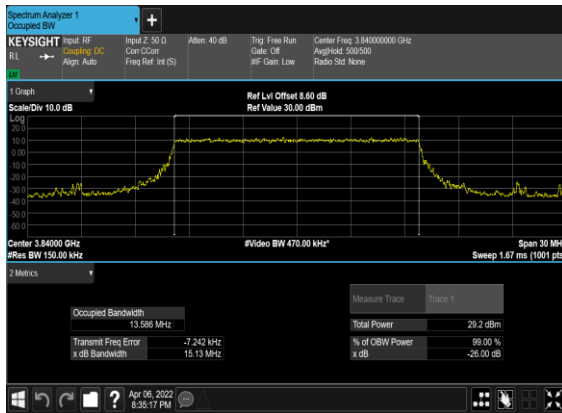 Spectrum Analyzer 1
Occupied BW
+
KEYSIGHT
RL
Input: RF
Coupling: DC
Align: Auto
Input Z: 50 Ω
Corr CCorr
Freq Ref: Int (S)
Atten: 40 dB
Trig: Free Run
Gate: Off
#IF Gain: Low
Center Freq: 3.840000000 GHz
Avg|Hold: 500/500
Radio Std: None
1 Graph
Scale/Div 10.0 dB
Ref Lvl Offset 8.60 dB
Ref Value 30.00 dBm
Log
20.0
10.0
0.00
-10.0
-20.0
-30.0
-40.0
-50.0
-60.0
Center 3.84000 GHz
#Res BW 150.00 kHz
#Video BW 470.00 kHz*
Span 30 MH
Sweep 1.67 ms (1001 pts
2 Metrics
Measure Trace
Trace 1
Occupied Bandwidth
13.586 MHz
Total Power
29.2 dBm
Transmit Freq Error
-7.242 kHz
% of OBW Power
99.00 %
x dB Bandwidth
15.13 MHz
x dB
-26.00 dB
?
Apr 06, 2022
8:35:17 PM